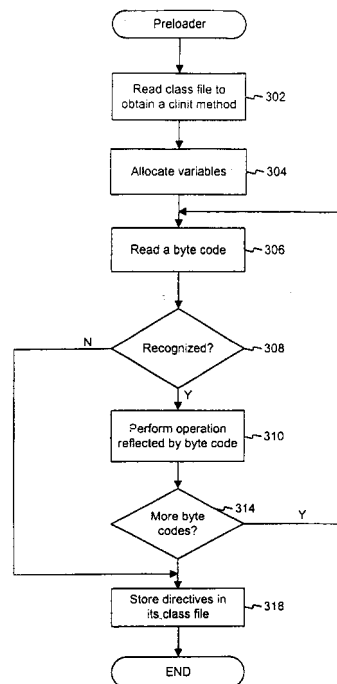 Preloader
Read class file to
obtain a clinit method
302
Allocate variables
304
Read a byte code
306
N
Recognized?
308
Y
Perform operation
reflected by byte code
310
314
More byte
codes?
Y
Store directives in
its class file
318
END